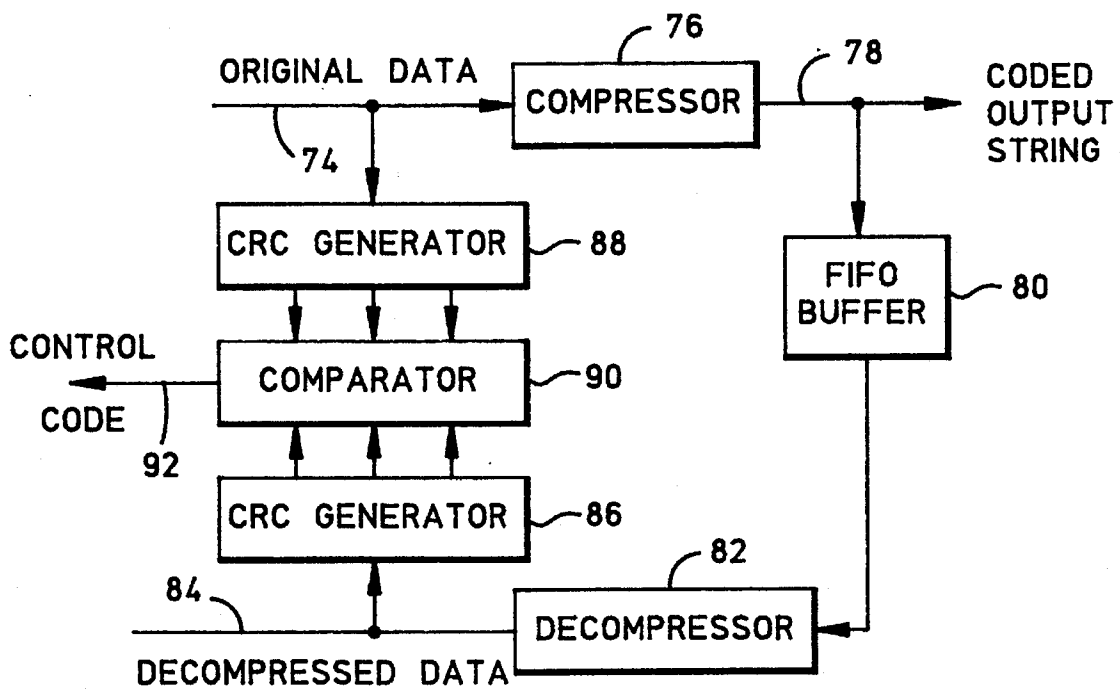 76
78
ORIGINAL DATA
COMPRESSOR
CODED
OUTPUT
STRING
74
CRC GENERATOR
88
FIFO
BUFFER
80
CONTROL
COMPARATOR
90
CODE
92
CRC GENERATOR
86
82
84
DECOMPRESSOR
DECOMPRESSED DATA